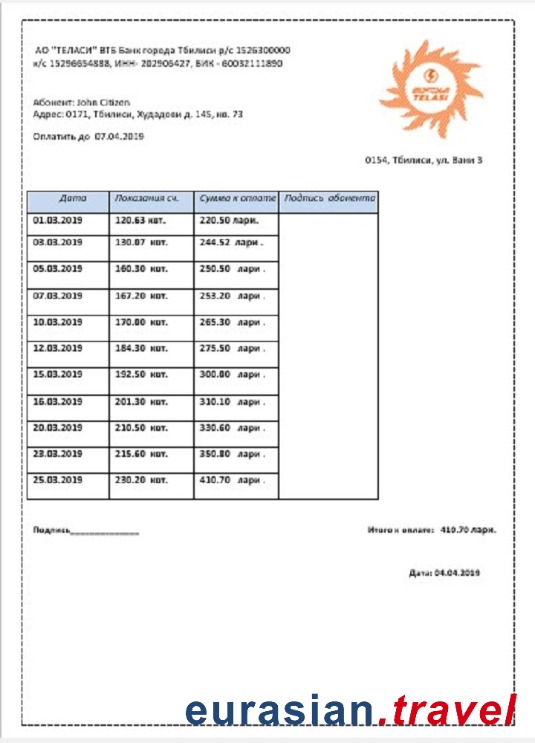 АО "ТЕЛАСИ" ВТБ Банк города Тбилиси р/с 1526300000
к/с 15296654888, ИНН- 202906427, БИК - 60032111890
TELASI
Абонент: John Citizen
Адрес: 0171, Тбилиси, Худадови д. 145, кв. 73
Оплатить до 07.04.2019
0154, Тбилиси, ул. Вани 3
Дата Показания сч. Сумма к оплате Подпись абонента
01.03.2019 120.63 квт. 220.50 лари.
03.03.2019 130.07 квт. 244.52 лари .
05.03.2019 160.30 квт. 250.50 лари .
07.03.2019 167.20 квт. 253.20 лари .
10.03.2019 170.00 квт. 265.30 лари .
12.03.2019 184.30 квт. 275.50 лари .
15.03.2019 192.50 квт. 300.00 лари .
16.03.2019 201.30 квт. 310.10 лари .
20.03.2019 210.50 квт. 330.60 лари .
23.03.2019 215.60 квт. 350.80 лари .
25.03.2019 230.20 квт. 410.70 лари .
Подпись______________ Итого к оплате: 410.70 лари.
Дата: 04.04.2019
eurasian.travel